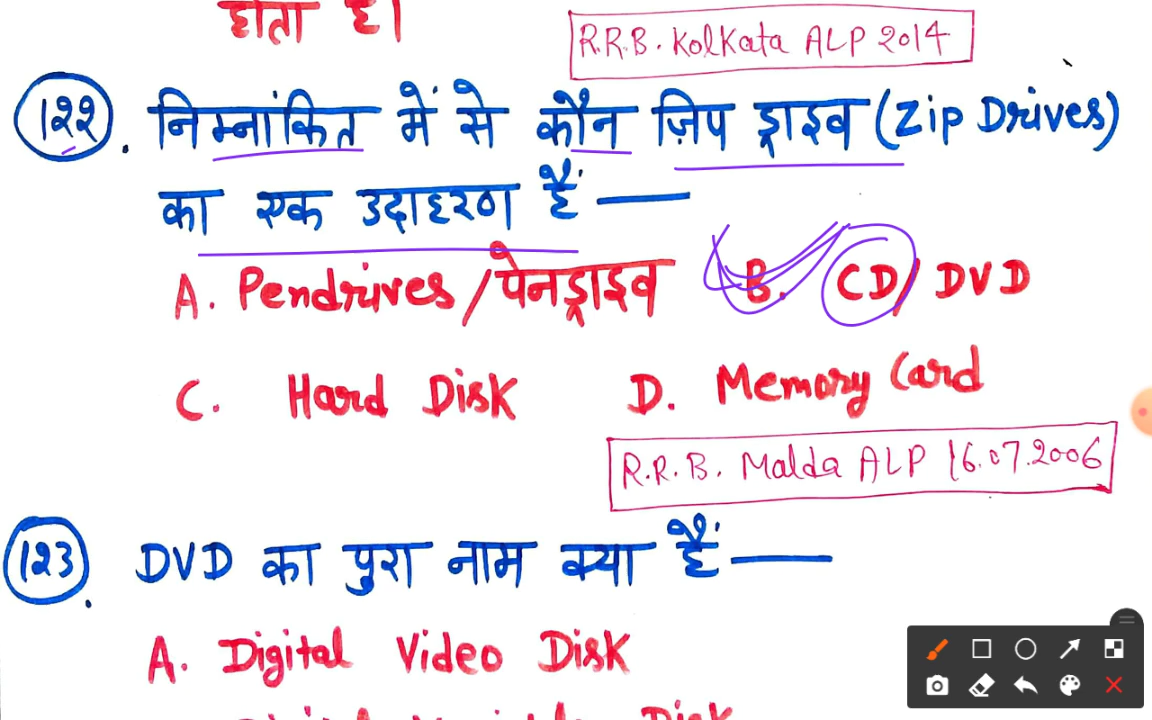 होता है।
R.R.B. Kolkata ALP 2014
122. निम्नांकित में से कौन ज़िप ड्राइव (Zip Drives)
का एक उदाहरण हैं —
A. Pendrives/पेनड्राइव B. CD/DVD
C. Hard Disk D. Memory Card
R.R.B. Malda ALP 16.07.2006
123. DVD का पुरा नाम क्या हैं —
A. Digital Video Disk
Disk